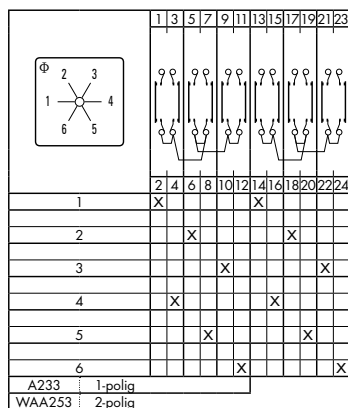 1 3 5 7 9 11 13 15 17 19 21 23
Φ
2 3
1 4
6 5
2 4 6 8 10 12 14 16 18 20 22 24
1 X X
2 X X
3 X X
4 X X
5 X X
6 X X
A233 1-polig
WAA253 2-polig